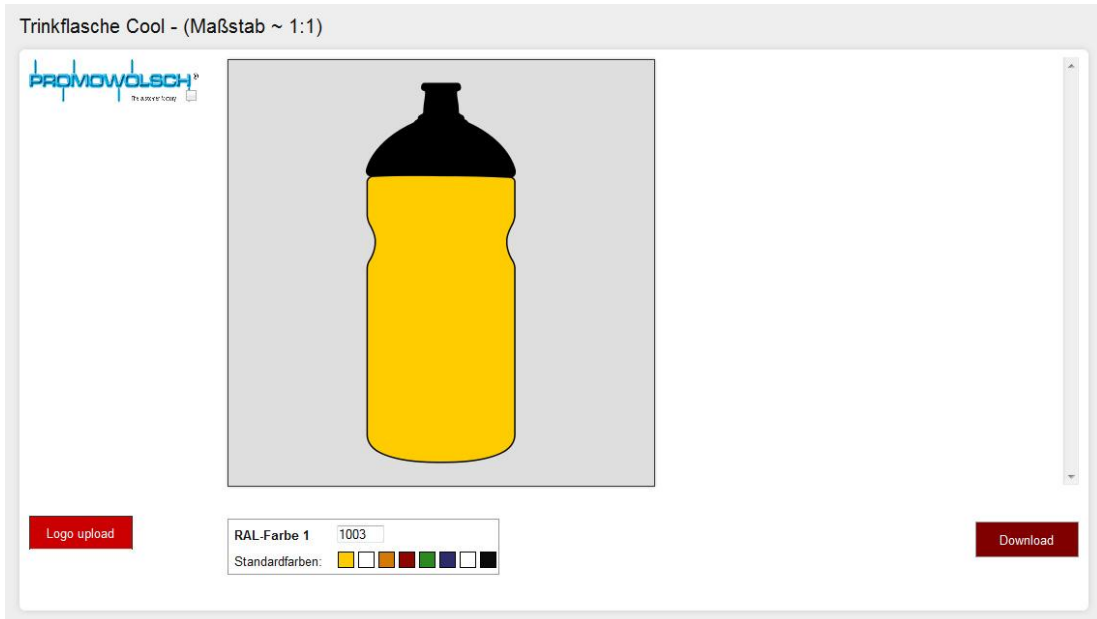 Trinkflasche Cool - (Maßstab ~ 1:1)
PROMOWOLSCH®
Logo upload
RAL-Farbe 1 1003
Standardfarben:
Download